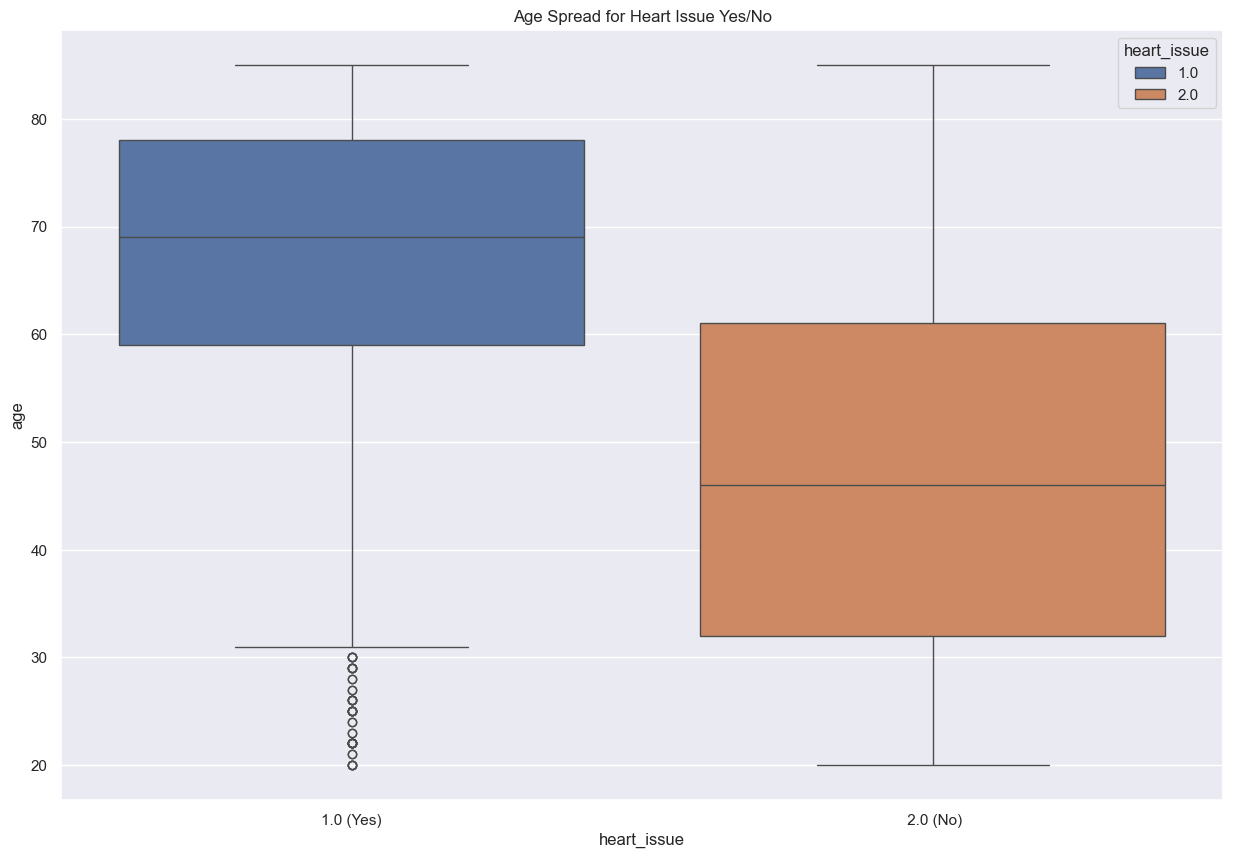 Age Spread for Heart Issue Yes/No
heart_issue
1.0
2.0
80
70
60
50
40
30
20
age
1.0 (Yes)
2.0 (No)
heart_issue